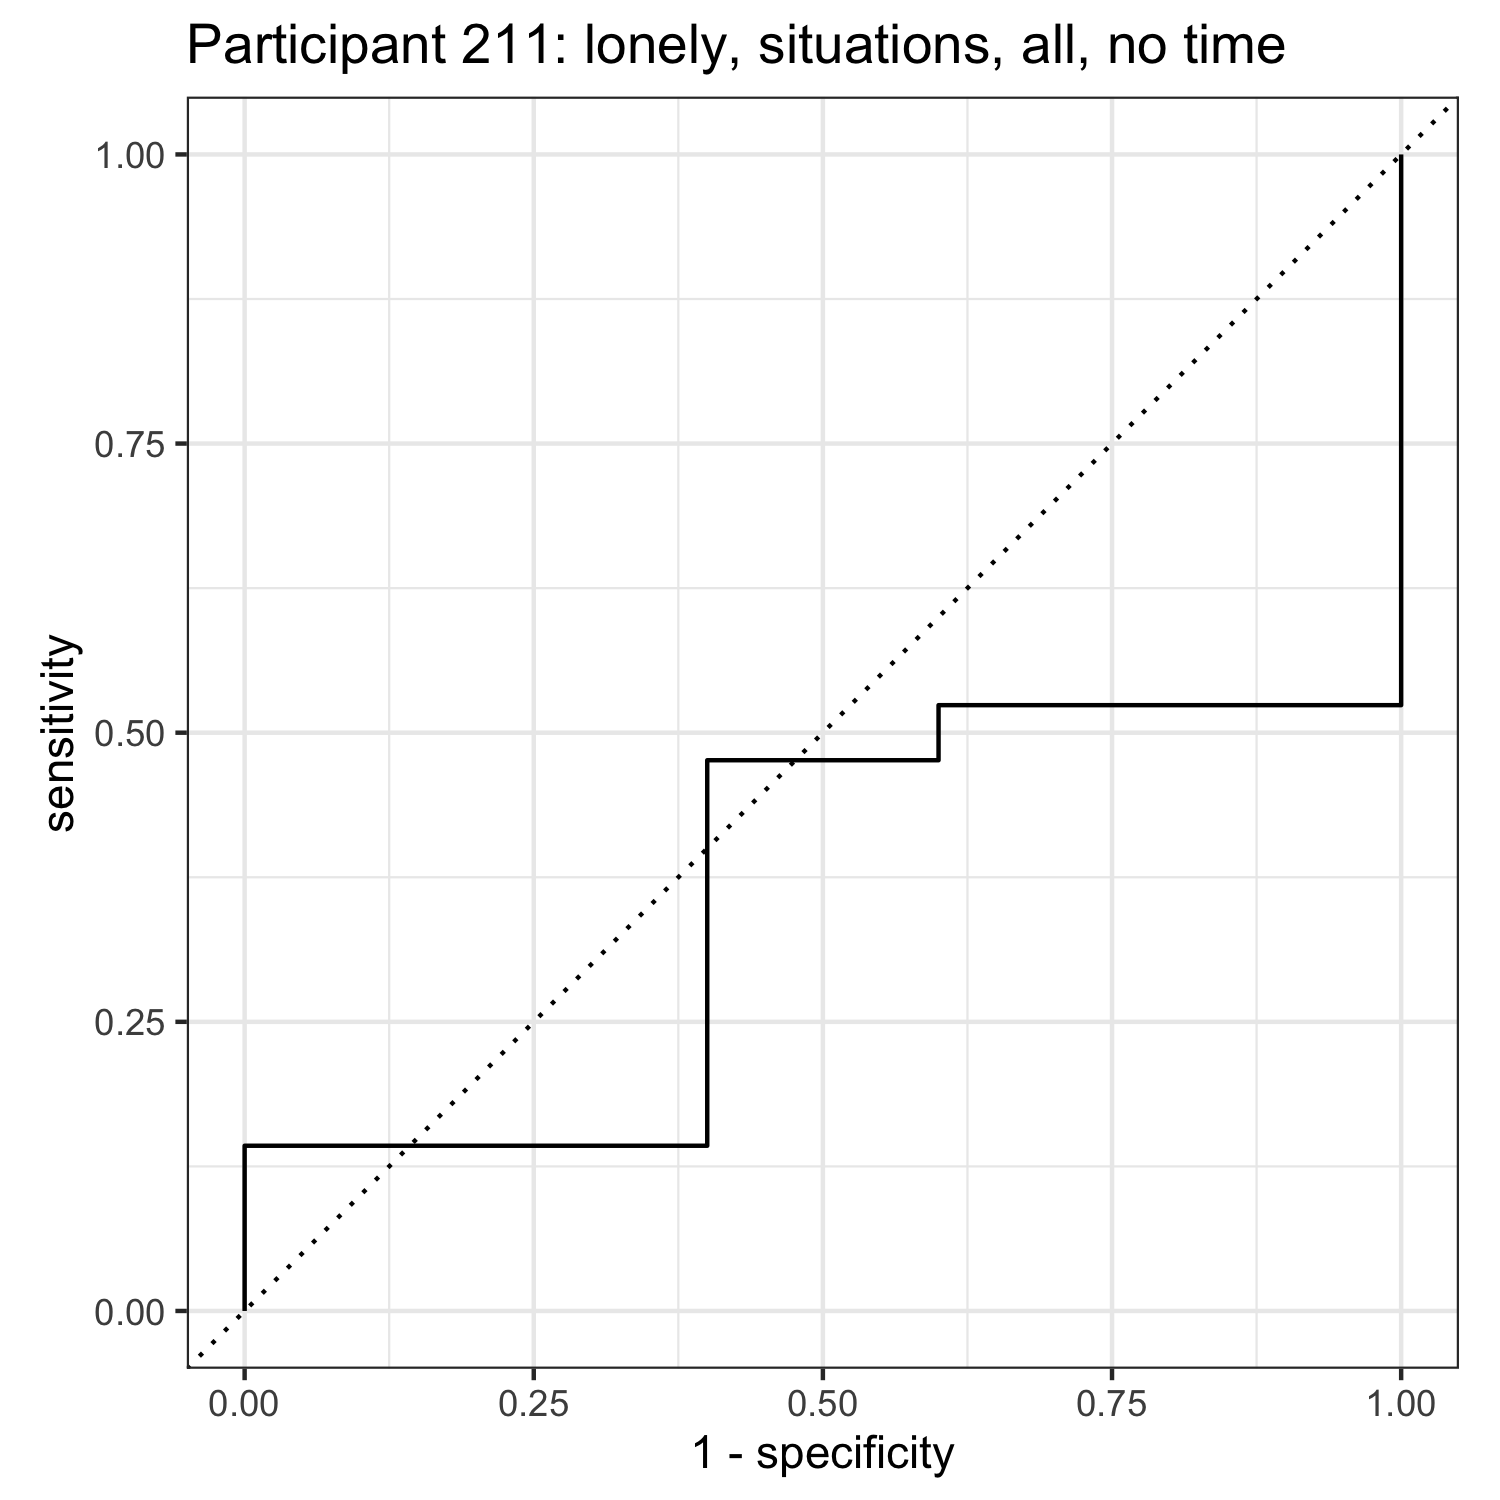 Participant 211: lonely, situations, all, no time
1.00
0.75
0.50
0.25
0.00
sensitivity
0.00 0.25 0.50 0.75 1.00
1 - specificity